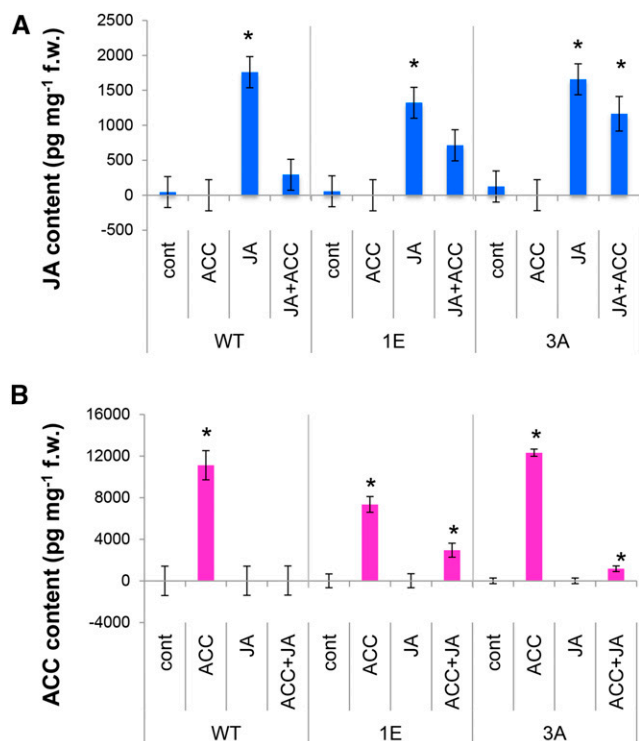 A
JA content (pg mg⁻¹ f.w.)
2500
2000
1500
1000
500
0
-500
* * * *
cont ACC JA JA+ACC cont ACC JA JA+ACC cont ACC JA JA+ACC
WT 1E 3A
B
ACC content (pg mg⁻¹ f.w.)
16000
12000
8000
4000
0
-4000
* * * * *
cont ACC JA ACC+JA cont ACC JA ACC+JA cont ACC JA ACC+JA
WT 1E 3A